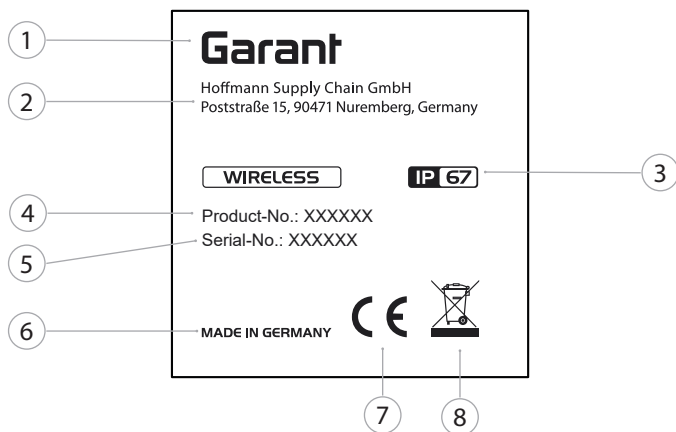 1
Garant
2
Hoffmann Supply Chain GmbH
Poststraße 15, 90471 Nuremberg, Germany
WIRELESS
IP 67
3
4
Product-No.: XXXXXX
5
Serial-No.: XXXXXX
6
MADE IN GERMANY
CE
7
8